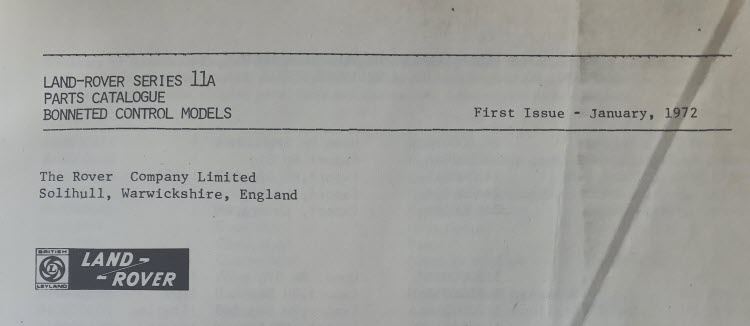 LAND-ROVER SERIES 11A
PARTS CATALOGUE
BONNETED CONTROL MODELS
First Issue - January, 1972
The Rover Company Limited
Solihull, Warwickshire, England
BRITISH
LEYLAND
LAND-
-ROVER